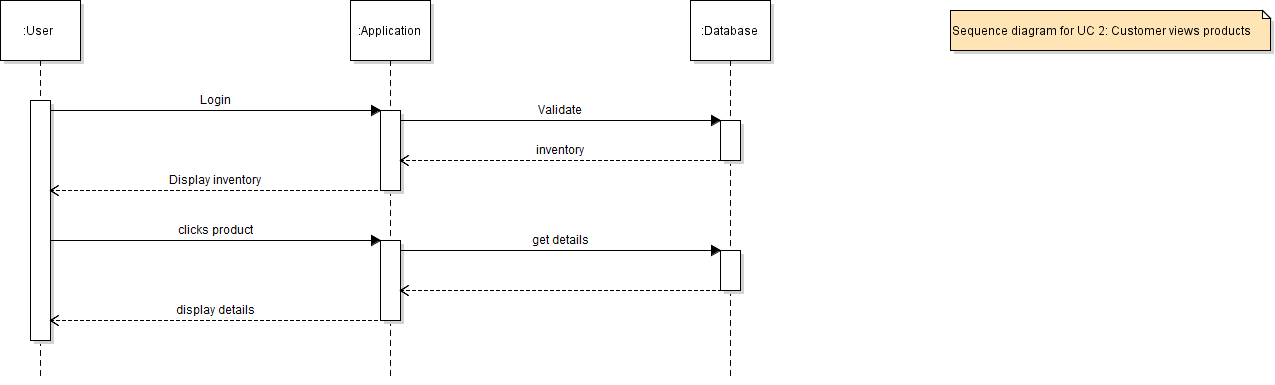 :User
:Application
:Database
Sequence diagram for UC 2: Customer views products
Login
Validate
inventory
Display inventory
clicks product
get details
display details